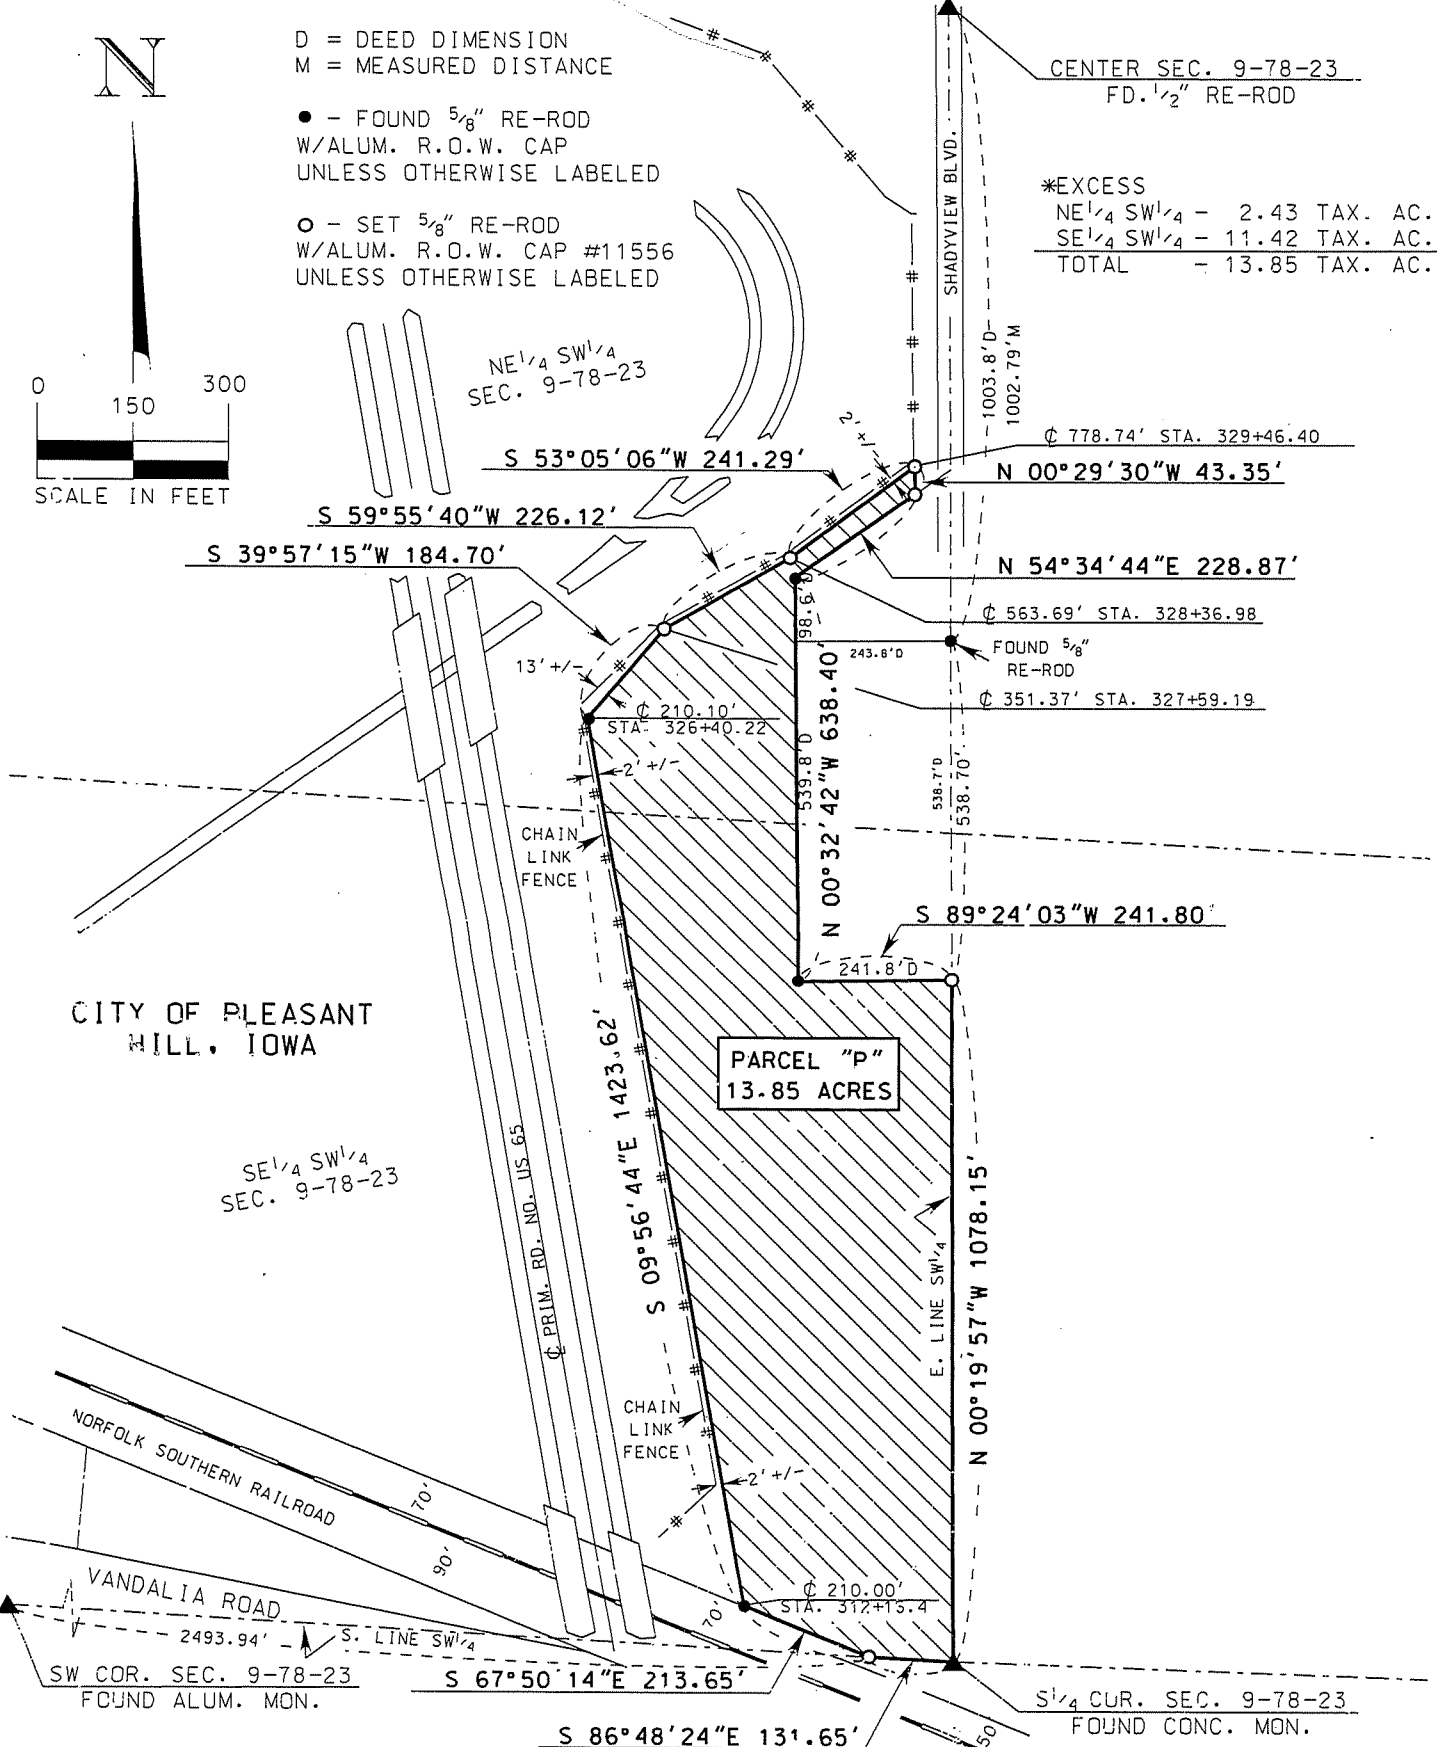 N
D = DEED DIMENSION
M = MEASURED DISTANCE
● - FOUND 5/8" RE-ROD
W/ALUM. R.O.W. CAP
UNLESS OTHERWISE LABELED
O - SET 5/8" RE-ROD
W/ALUM. R.O.W. CAP #11556
UNLESS OTHERWISE LABELED
CENTER SEC. 9-78-23
FD. 1/2" RE-ROD
SHADYVIEW BLVD.
*EXCESS
NE1/4 SW1/4 - 2.43 TAX. AC.
SE1/4 SW1/4 - 11.42 TAX. AC.
TOTAL - 13.85 TAX. AC.
1003.8'D
1002.79'M
0 150 300
SCALE IN FEET
NE1/4 SW1/4
SEC. 9-78-23
2'+/-
℄ 778.74' STA. 329+46.40
S 53°05'06"W 241.29'
N 00°29'30"W 43.35'
S 59°55'40"W 226.12'
S 39°57'15"W 184.70'
N 54°34'44"E 228.87'
98.6'D
℄ 563.69' STA. 328+36.98
243.8'D
FOUND 5/8"
RE-ROD
13'+/-
℄ 351.37' STA. 327+59.19
℄ 210.10'
STA. 326+40.22
2'+/-
N 00°32'42"W 638.40'
539.8'D
538.7'D
538.70'
CHAIN
LINK
FENCE
S 89°24'03"W 241.80'
241.8'D
CITY OF PLEASANT
HILL, IOWA
PARCEL "P"
13.85 ACRES
S 09°56'44"E 1423.62'
SE1/4 SW1/4
SEC. 9-78-23
℄ PRIM. RD. NO. US 65
E. LINE SW1/4
N 00°19'57"W 1078.15'
CHAIN
LINK
FENCE
2'+/-
NORFOLK SOUTHERN RAILROAD
70'
90'
70'
VANDALIA ROAD
2493.94'
S. LINE SW1/4
℄ 210.00'
STA. 312+13.4
SW COR. SEC. 9-78-23
FOUND ALUM. MON.
S 67°50'14"E 213.65'
S1/4 CUR. SEC. 9-78-23
FOUND CONC. MON.
S 86°48'24"E 131.65'
50'